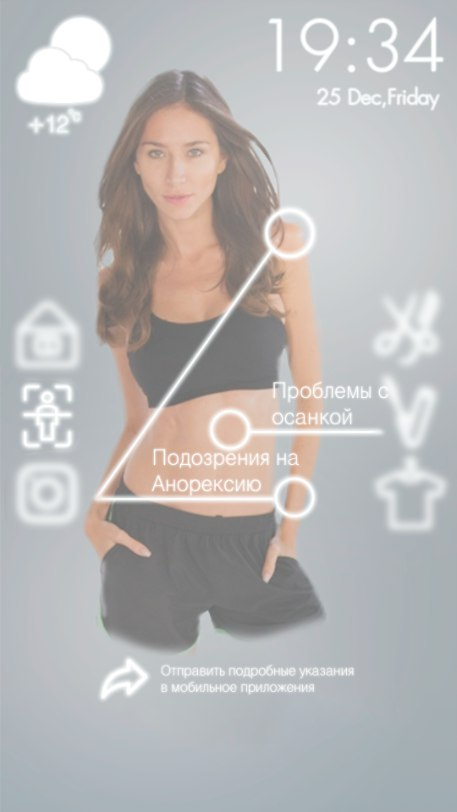 19:34
25 Dec,Friday
+12°C
Проблемы с
осанкой
Подозрения на
Анорексию
Отправить подробные указания
в мобильное приложения